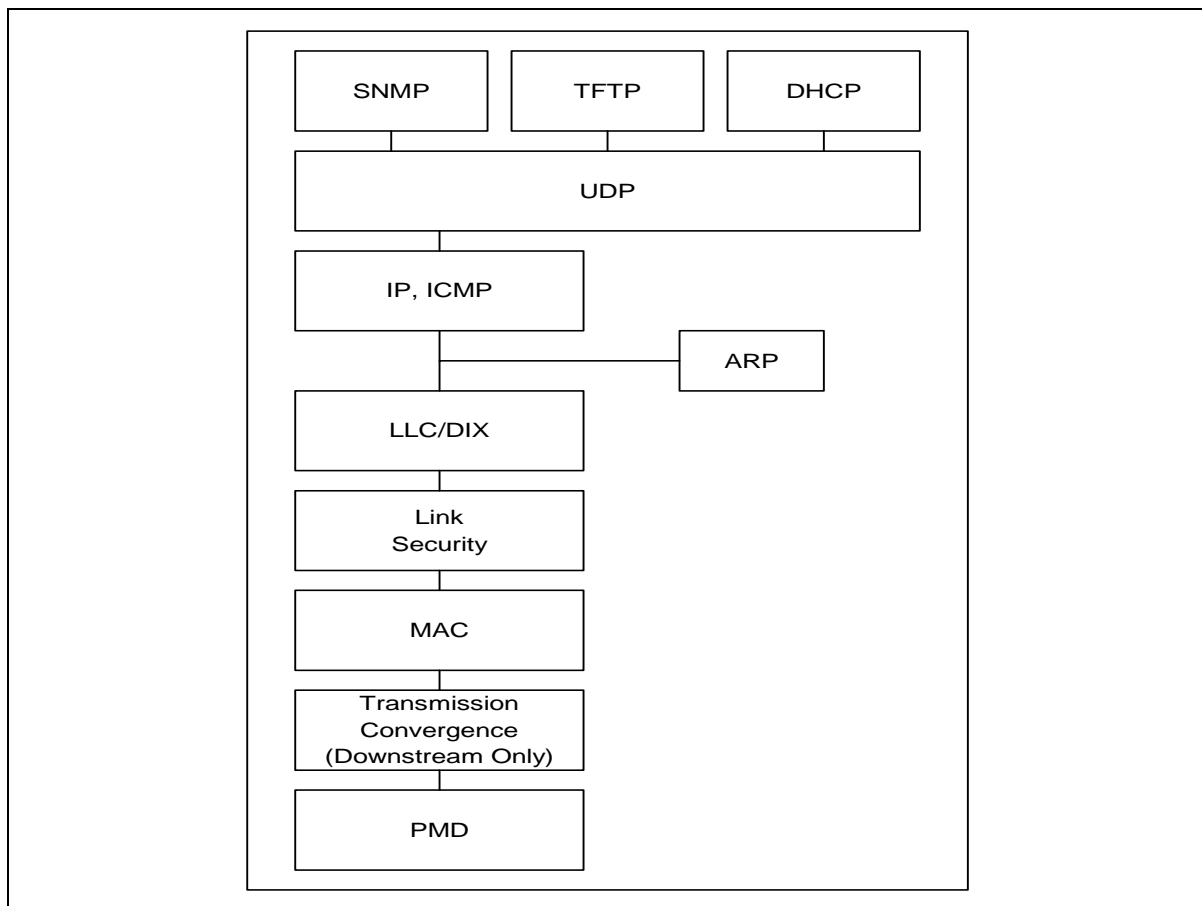 SNMP
TFTP
DHCP
UDP
IP, ICMP
ARP
LLC/DIX
Link
Security
MAC
Transmission
Convergence
(Downstream Only)
PMD